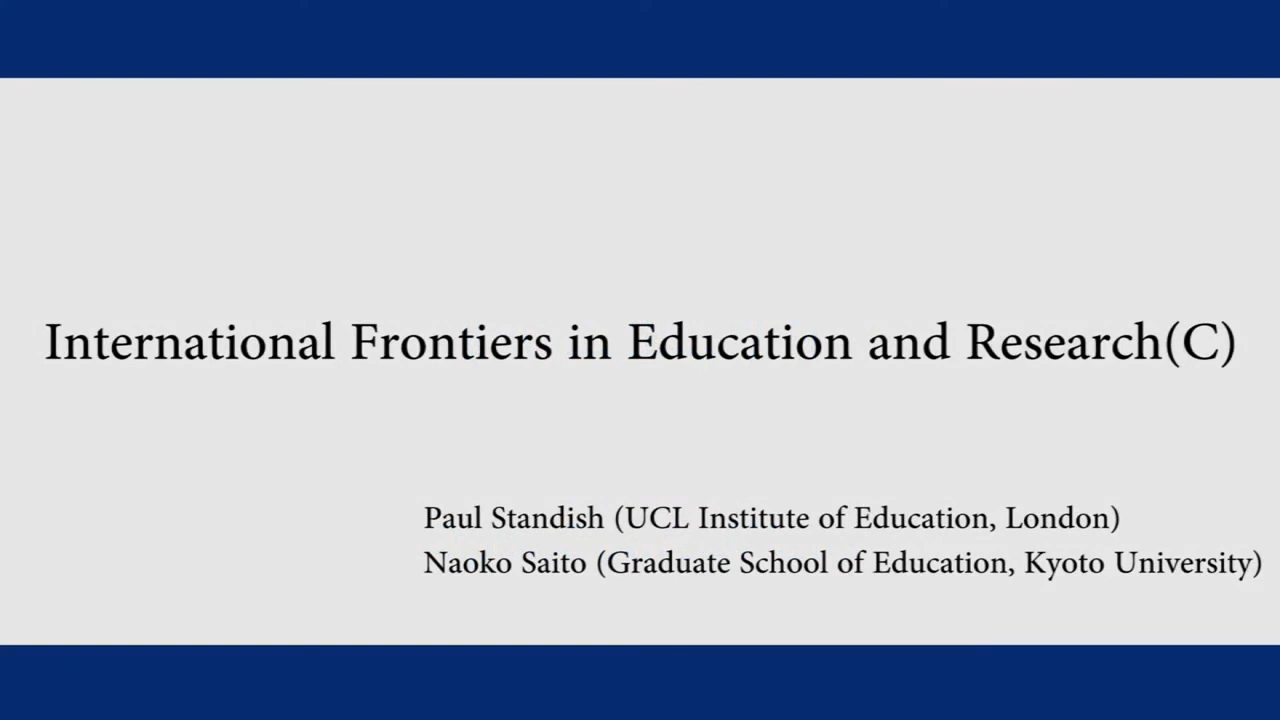 International Frontiers in Education and Research(C)
Paul Standish (UCL Institute of Education, London)
Naoko Saito (Graduate School of Education, Kyoto University)